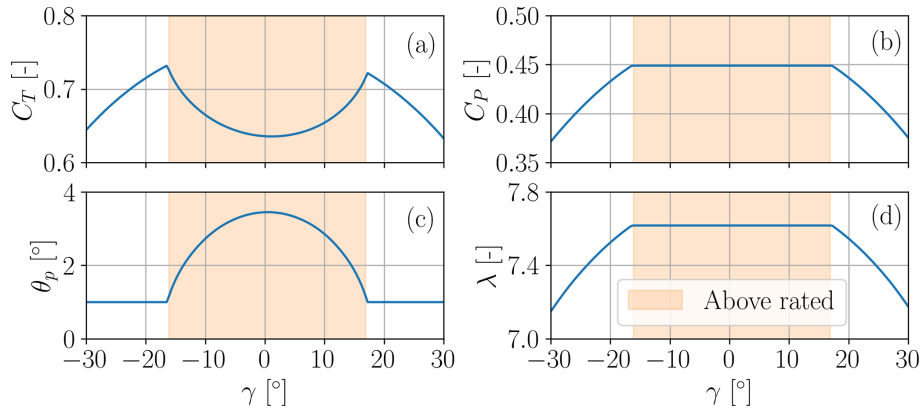 0.8
0.7
0.6
C_T [-]
(a)
0.50
0.45
0.40
0.35
C_P [-]
(b)
4
2
0
θ_p [°]
(c)
−30 −20 −10 0 10 20 30
γ [°]
7.8
7.4
7.0
λ [-]
(d)
Above rated
−30 −20 −10 0 10 20 30
γ [°]